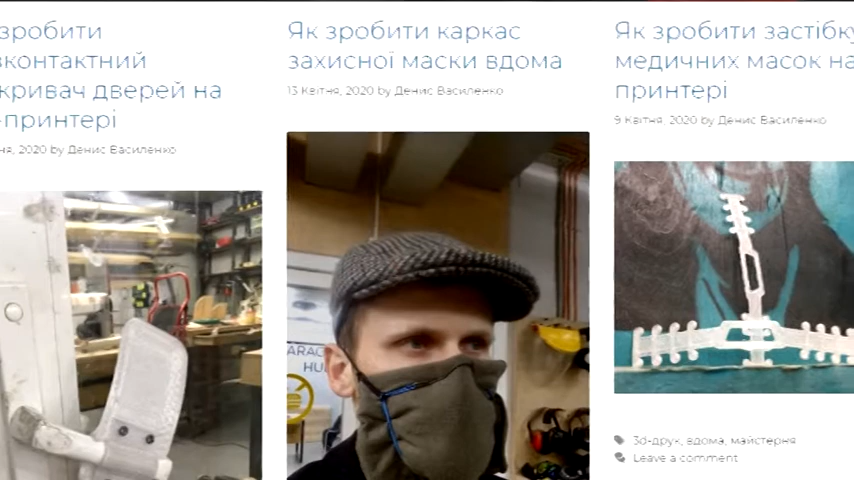 зробити
зконтактний
кривач дверей на
-принтері
ня, 2020 by Денис Василенко
Як зробити каркас
захисної маски вдома
13 Квітня, 2020 by Денис Василенко
ARAG
HU
Як зробити застібку
медичних масок на
принтері
9 Квітня, 2020 by Денис Василенко
3d-друк, вдома, майстерня
Leave a comment